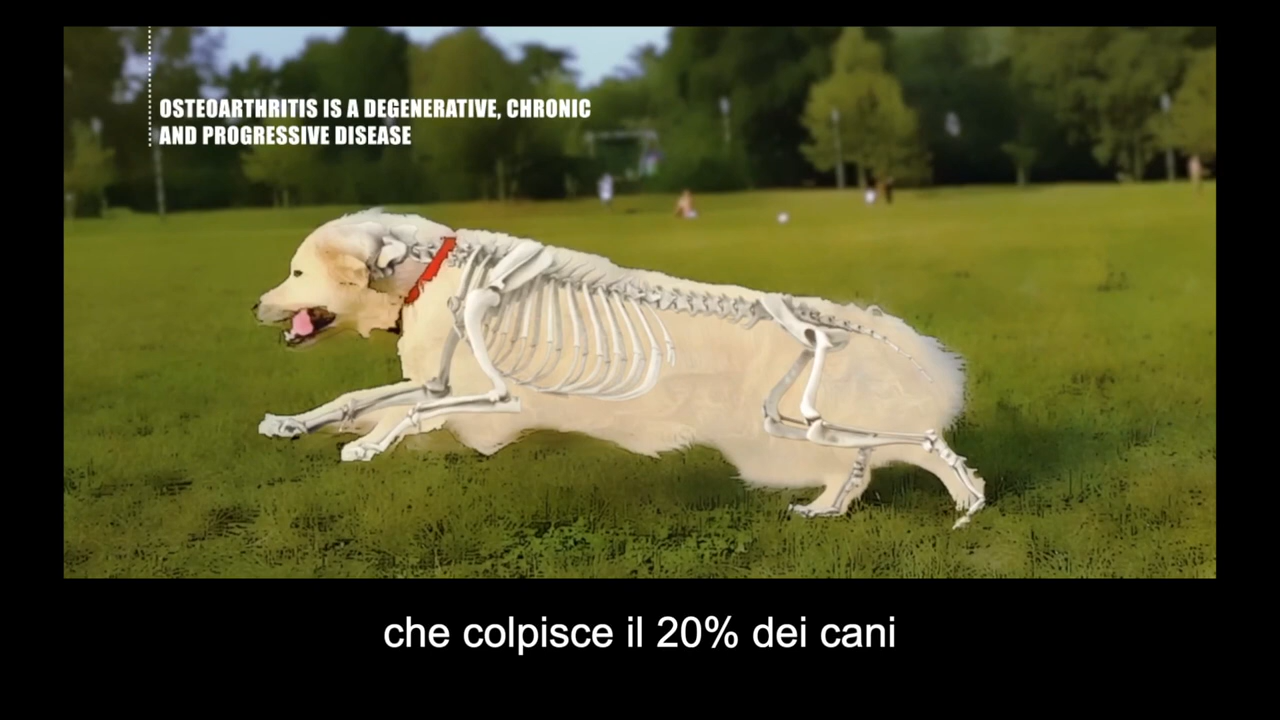 OSTEOARTHRITIS IS A DEGENERATIVE, CHRONIC
AND PROGRESSIVE DISEASE
che colpisce il 20% dei cani